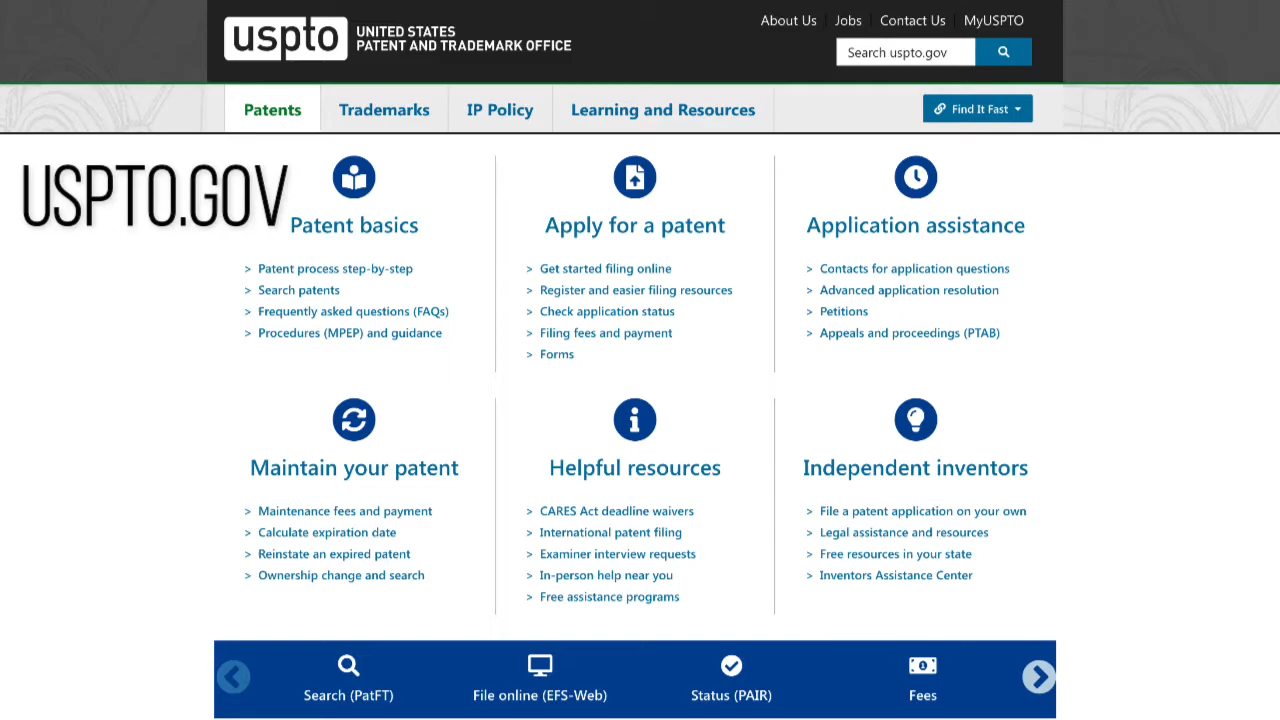 About Us
Jobs
Contact Us
MyUSPTO
uspto
UNITED STATES
PATENT AND TRADEMARK OFFICE
Search uspto.gov
Patents
Trademarks
IP Policy
Learning and Resources
Find It Fast
USPTO.GOV
Patent basics
> Patent process step-by-step
> Search patents
> Frequently asked questions (FAQs)
> Procedures (MPEP) and guidance
Apply for a patent
> Get started filing online
> Register and easier filing resources
> Check application status
> Filing fees and payment
> Forms
Application assistance
> Contacts for application questions
> Advanced application resolution
> Petitions
> Appeals and proceedings (PTAB)
Maintain your patent
> Maintenance fees and payment
> Calculate expiration date
> Reinstate an expired patent
> Ownership change and search
Helpful resources
> CARES Act deadline waivers
> International patent filing
> Examiner interview requests
> In-person help near you
> Free assistance programs
Independent inventors
> File a patent application on your own
> Legal assistance and resources
> Free resources in your state
> Inventors Assistance Center
Search (PatFT)
File online (EFS-Web)
Status (PAIR)
Fees